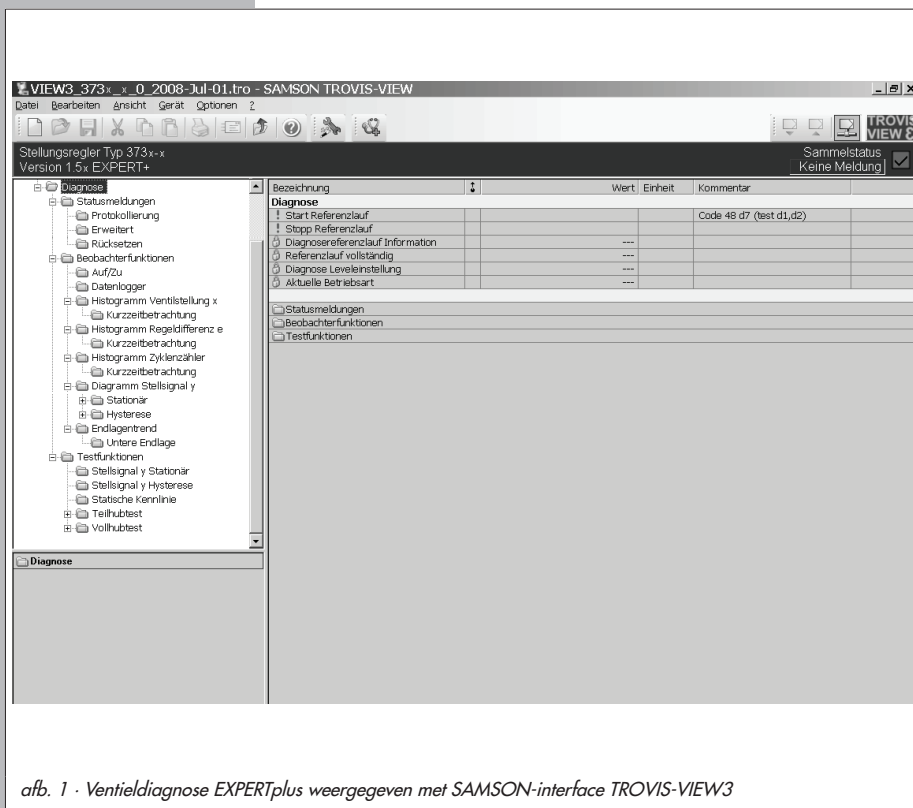 VIEW3_373x_x_0_2008-Jul-01.tro - SAMSON TROVIS-VIEW
Datei Bearbeiten Ansicht Gerät Optionen ?
TROVIS
VIEW
Stellungsregler Typ 373x-x
Version 1.5x EXPERT+
Sammelstatus
Keine Meldung
Diagnose
Statusmeldungen
Protokollierung
Erweitert
Rücksetzen
Beobachterfunktionen
Auf/Zu
Datenlogger
Histogramm Ventilstellung x
Kurzzeitbetrachtung
Histogramm Regeldifferenz e
Kurzzeitbetrachtung
Histogramm Zyklenzähler
Kurzzeitbetrachtung
Diagramm Stellsignal y
Stationär
Hysterese
Endlagentrend
Untere Endlage
Testfunktionen
Stellsignal y Stationär
Stellsignal y Hysterese
Statische Kennlinie
Teilhubtest
Vollhubtest
Diagnose
Bezeichnung Wert Einheit Kommentar
Diagnose
! Start Referenzlauf Code 48 d7 (test d1,d2)
! Stopp Referenzlauf
Diagnosereferenzlauf Information ---
Referenzlauf vollständig ---
Diagnose Leveleinstellung ---
Aktuelle Betriebsart ---
Statusmeldungen
Beobachterfunktionen
Testfunktionen
afb. 1 · Ventieldiagnose EXPERTplus weergegeven met SAMSON-interface TROVIS-VIEW3